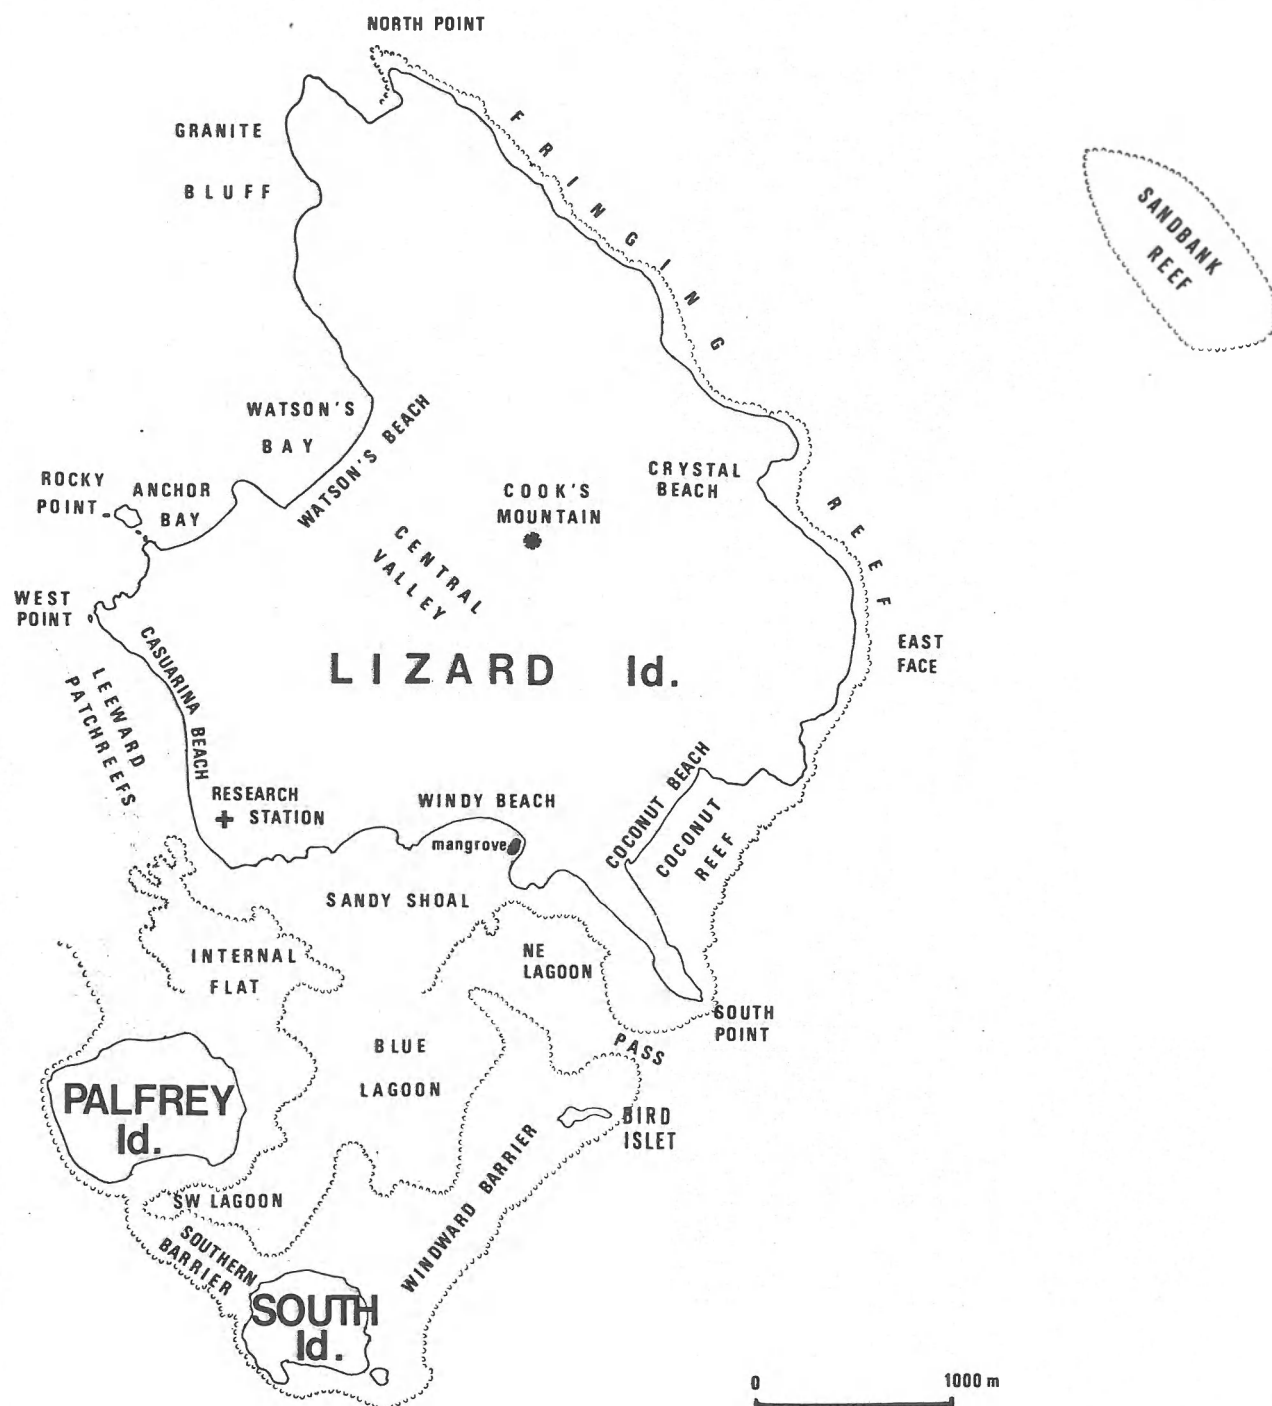 NORTH POINT
GRANITE
BLUFF
FRINGING
SANDBANK
REEF
WATSON'S
BAY
WATSON'S BEACH
ROCKY
POINT
ANCHOR
BAY
COOK'S
MOUNTAIN
CRYSTAL
BEACH
CENTRAL
VALLEY
REEF
WEST
POINT
CASUARINA BEACH
LEEWARD
PATCHREEFS
LIZARD Id.
EAST
FACE
RESEARCH
STATION
WINDY BEACH
mangrove
COCONUT BEACH
COCONUT
REEF
SANDY SHOAL
INTERNAL
FLAT
NE
LAGOON
SOUTH
POINT
PASS
BLUE
LAGOON
PALFREY
Id.
BIRD
ISLET
SW LAGOON
WINDWARD BARRIER
SOUTHERN
BARRIER
SOUTH
Id.
0 1000 m